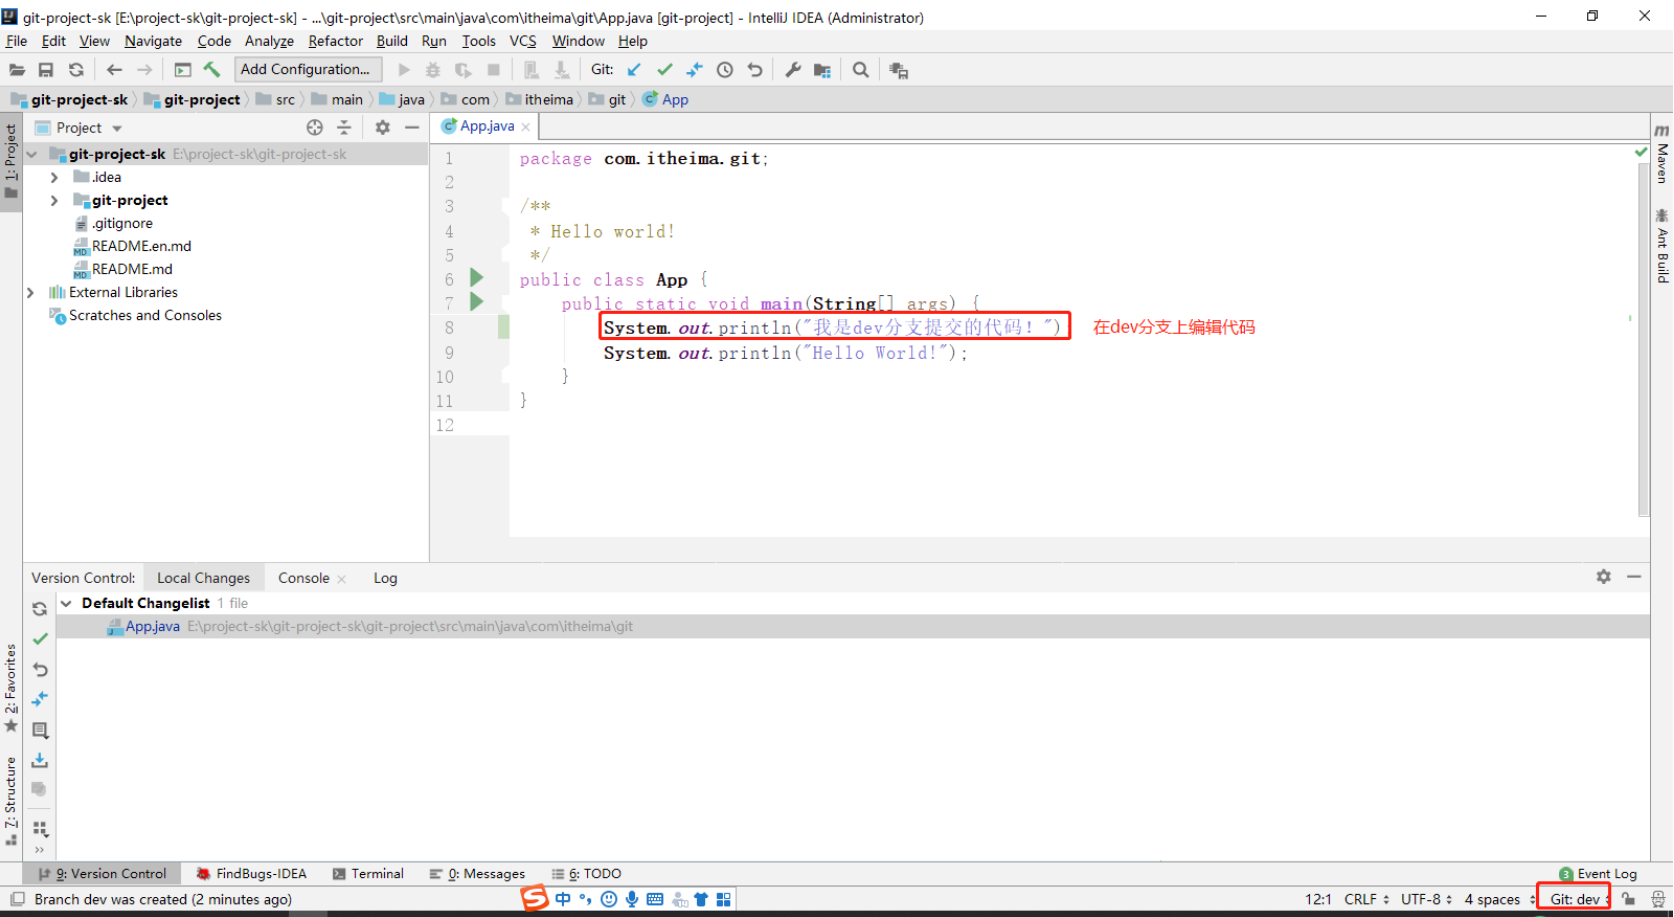 git-project-sk [E:\project-sk\git-project-sk] - ...\git-project\src\main\java\com\itheima\git\App.java [git-project] - IntelliJ IDEA (Administrator)
File Edit View Navigate Code Analyze Refactor Build Run Tools VCS Window Help
Add Configuration... Git:
git-project-sk git-project src main java com itheima git App
Project
App.java
1: Project
git-project-sk E:\project-sk\git-project-sk
.idea
git-project
.gitignore
README.en.md
README.md
External Libraries
Scratches and Consoles
1 package com.itheima.git;
2
3 /**
4 * Hello world!
5 */
6 public class App {
7 public static void main(String[] args) {
8 System.out.println("我是dev分支提交的代码！") 在dev分支上编辑代码
9 System.out.println("Hello World!");
10 }
11 }
12
Maven
Ant Build
Version Control: Local Changes Console Log
Default Changelist 1 file
App.java E:\project-sk\git-project-sk\git-project\src\main\java\com\itheima\git
2: Favorites
7: Structure
9: Version Control FindBugs-IDEA Terminal 0: Messages 6: TODO 3 Event Log
Branch dev was created (2 minutes ago) 中 12:1 CRLF UTF-8 4 spaces Git: dev